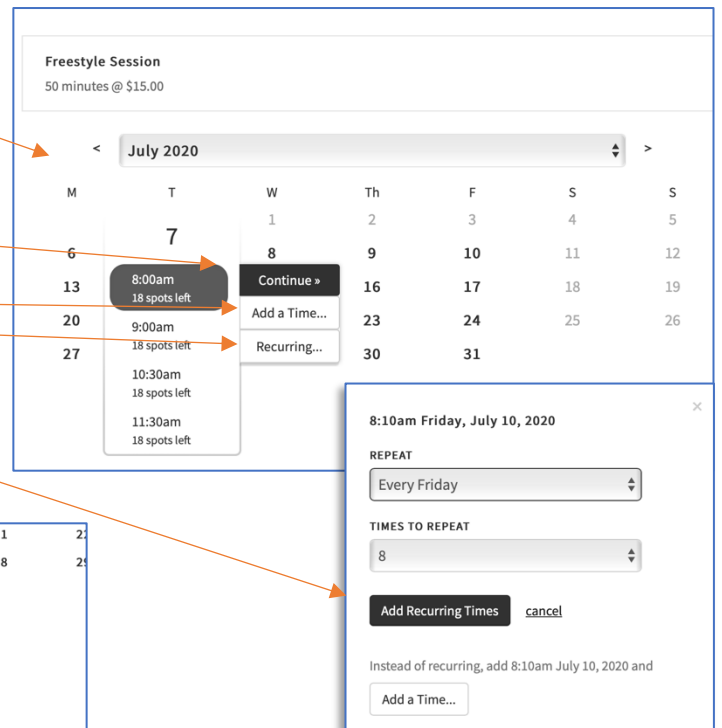 Freestyle Session
50 minutes @ $15.00
< July 2020 >
M T W Th F S S
7 1 2 3 4 5
6 8 9 10 11 12
13 8:00am Continue » 16 17 18 19
18 spots left
20 9:00am Add a Time... 23 24 25 26
18 spots left
27 Recurring... 30 31
10:30am
18 spots left
11:30am
18 spots left
8:10am Friday, July 10, 2020 ×
REPEAT
Every Friday
TIMES TO REPEAT
8
Add Recurring Times cancel
Instead of recurring, add 8:10am July 10, 2020 and
Add a Time...
1
8